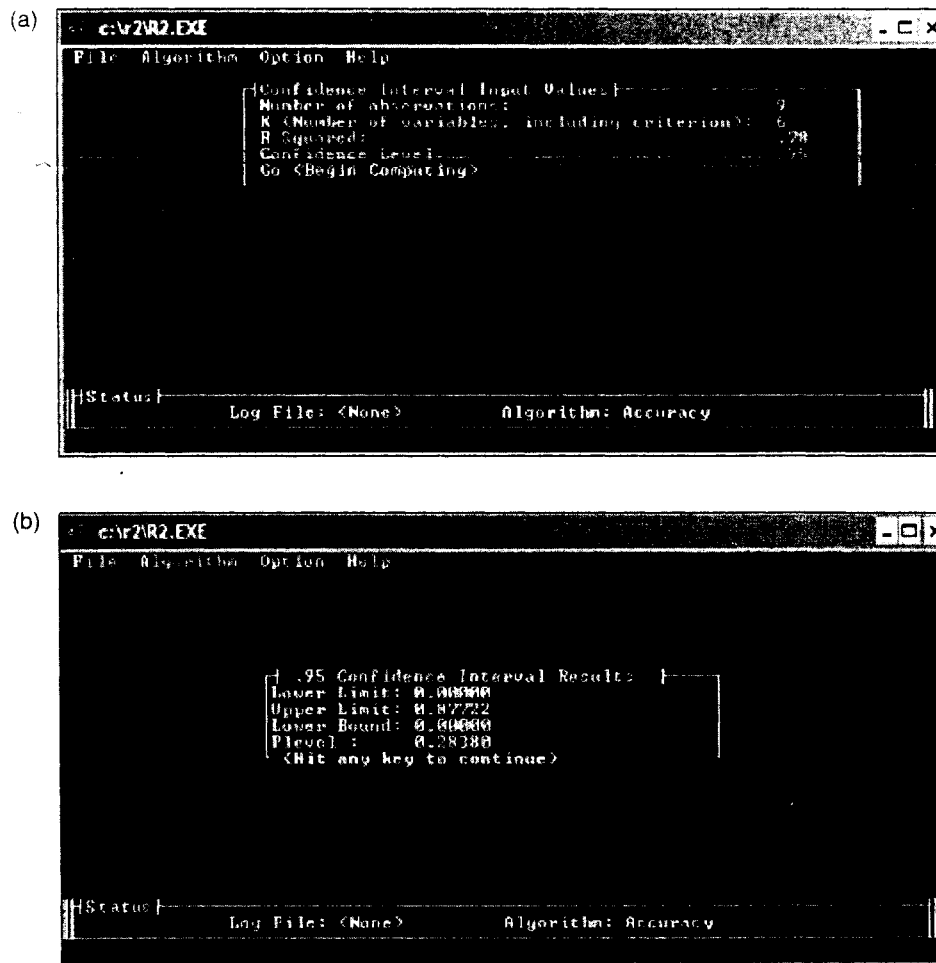 (a)
c:\r2\R2.EXE
File Algorithm Option Help
Confidence Interval Input Values
Number of observations: 9
K <Number of variables, including criterion>: 6
R Squared: .78
Confidence Level: .95
Go <Begin Computing>
Status
Log File: <None> Algorithm: Accuracy
(b)
c:\r2\R2.EXE
File Algorithm Option Help
.95 Confidence Interval Results
Lower Limit: 0.00000
Upper Limit: 0.87722
Lower Bound: 0.00000
Plevel : 0.28380
<Hit any key to continue>
Status
Log File: <None> Algorithm: Accuracy